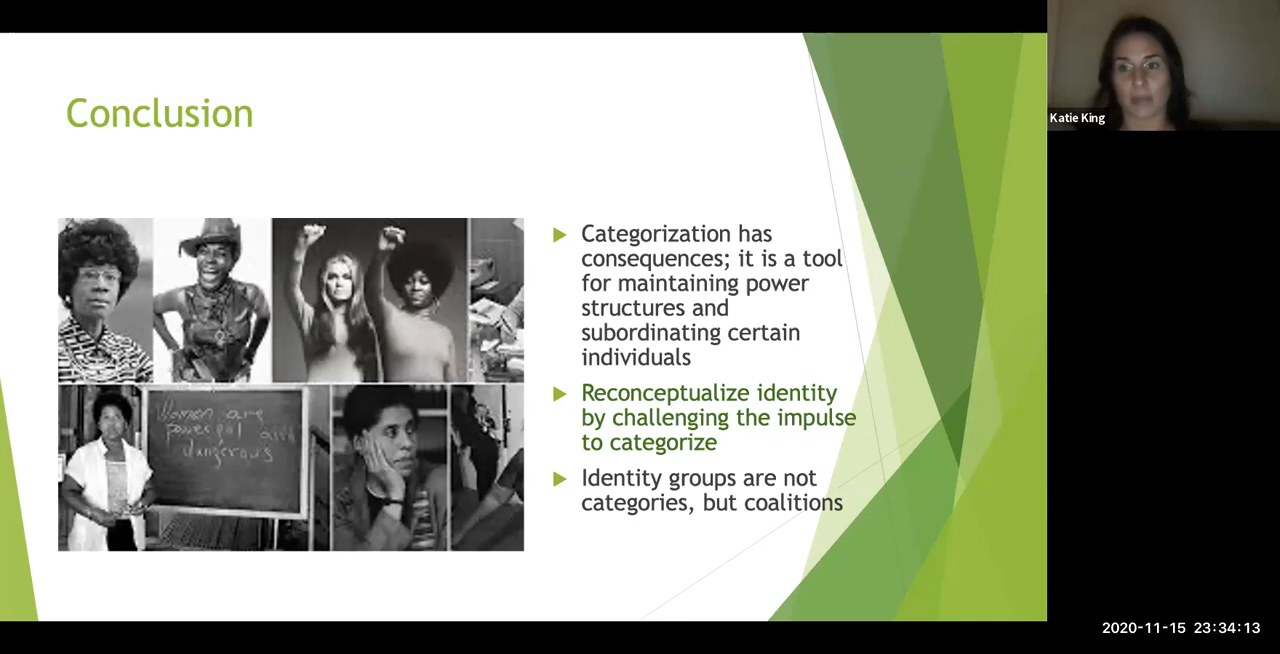 Conclusion
Categorization has
consequences; it is a tool
for maintaining power
structures and
subordinating certain
individuals
Reconceptualize identity
by challenging the impulse
to categorize
Identity groups are not
categories, but coalitions
Women are
powerful and
dangerous
Katie King
2020-11-15 23:34:13